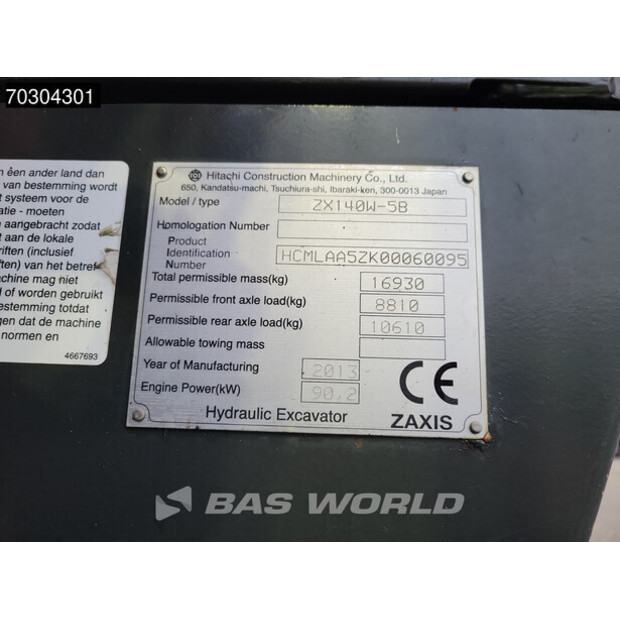 70304301
n één ander land dan
van bestemming wordt
t systeem voor de
atie - moeten
n aangebracht zodat
t aan de lokale
riften (inclusief
ften) van het betref
machine mag niet
d of worden gebruikt
estemming totdat
gen dat de machine
normen en
4667693
Hitachi Construction Machinery Co., Ltd.
650, Kandatsu-machi, Tsuchiura-shi, Ibaraki-ken, 300-0013 Japan
Model / type ZX140W-5B
Homologation Number
Product
Identification HCMLAA5ZK00060095
Number
Total permissible mass(kg) 16930
Permissible front axle load(kg) 8810
Permissible rear axle load(kg) 10610
Allowable towing mass
Year of Manufacturing 2013
Engine Power(kW) 90,2
CE
Hydraulic Excavator ZAXIS
BAS WORLD